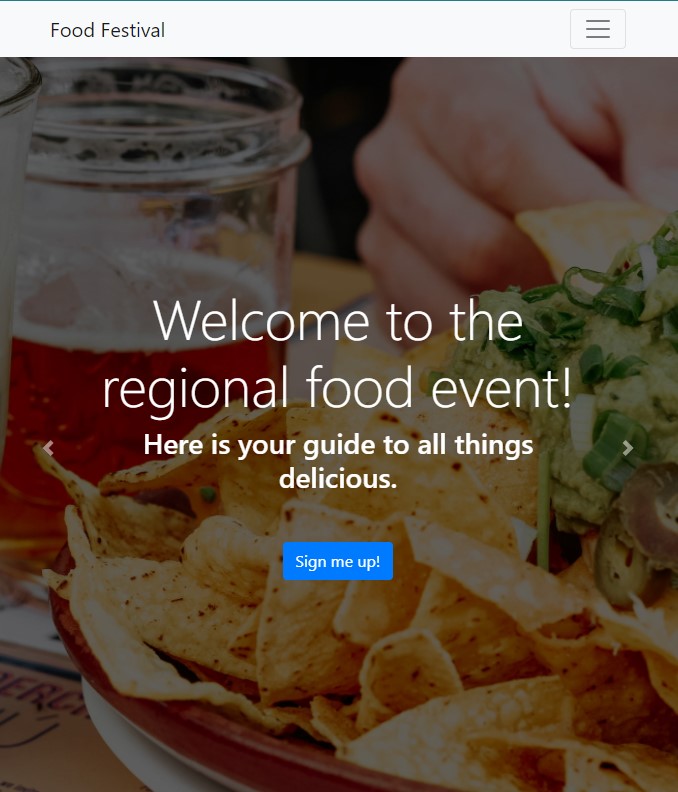 Food Festival
Welcome to the
regional food event!
Here is your guide to all things
delicious.
Sign me up!